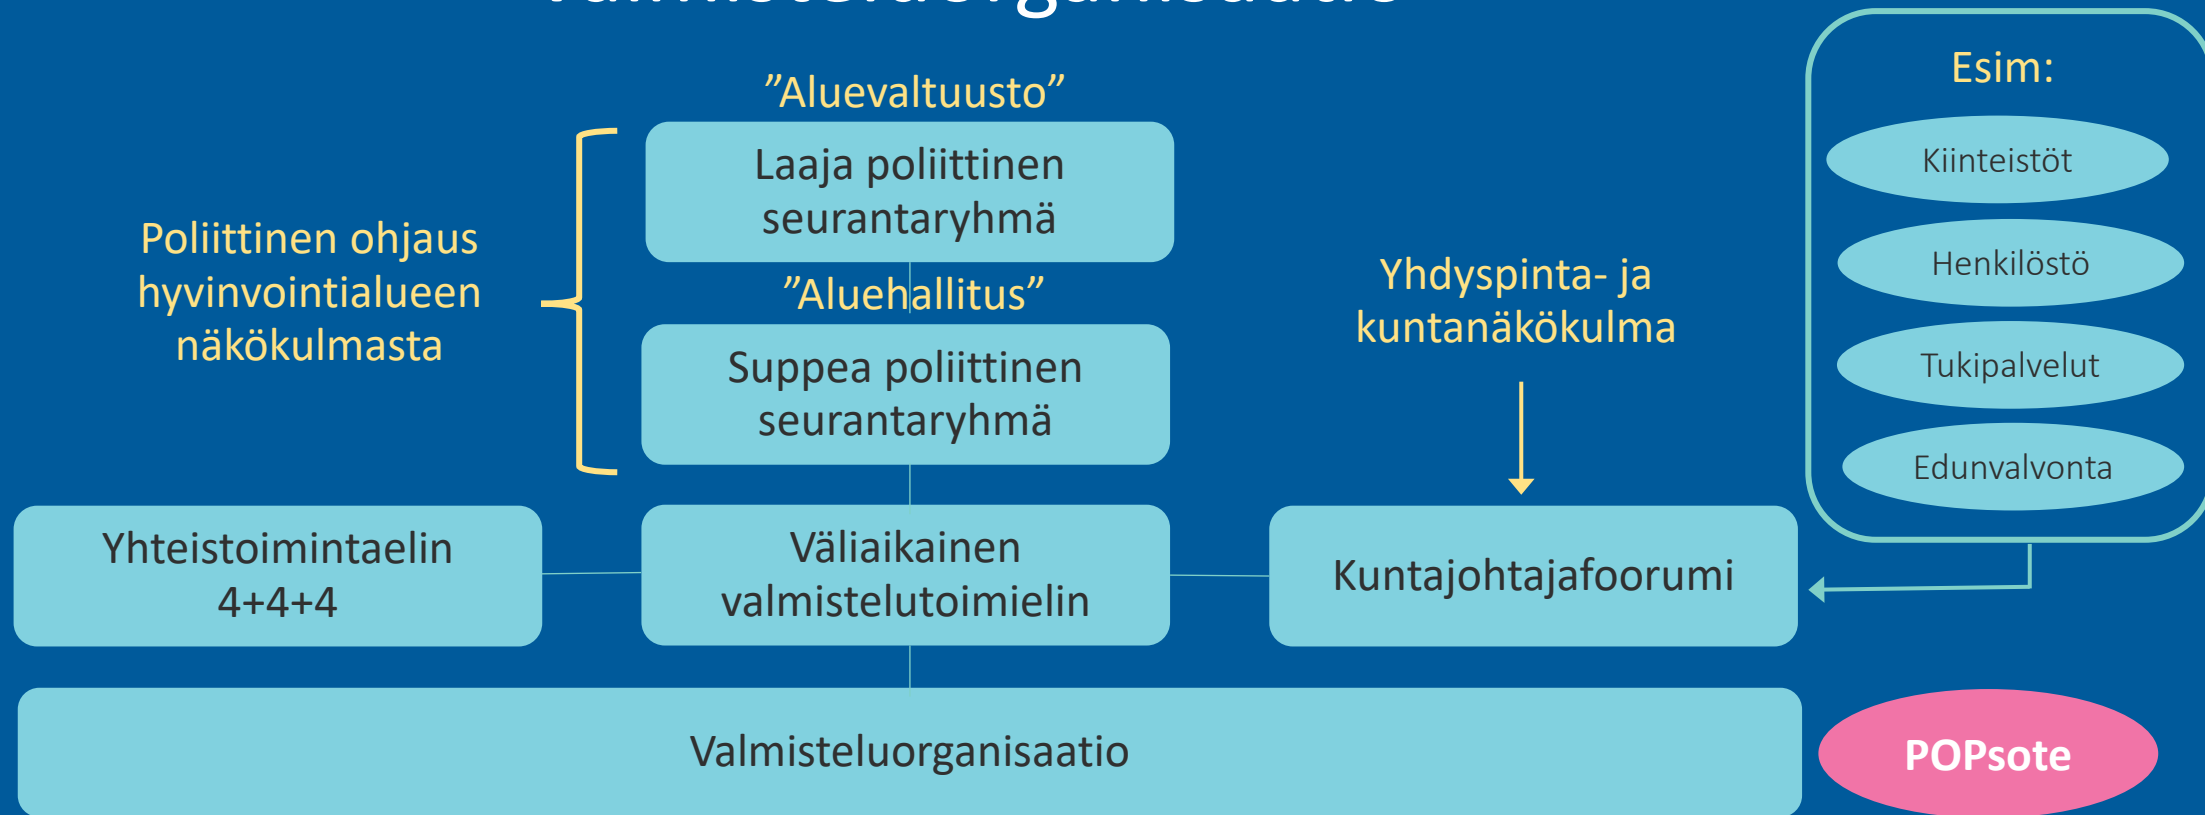 Valmisteluorganisaatio
”Aluevaltuusto”
Laaja poliittinen
seurantaryhmä
Poliittinen ohjaus
hyvinvointialueen
näkökulmasta
”Aluehallitus”
Suppea poliittinen
seurantaryhmä
Yhdyspinta- ja
kuntanäkökulma
Esim:
Kiinteistöt
Henkilöstö
Tukipalvelut
Edunvalvonta
Yhteistoimintaelin
4+4+4
Väliaikainen
valmistelutoimielin
Kuntajohtajafoorumi
Valmisteluorganisaatio
POPsote